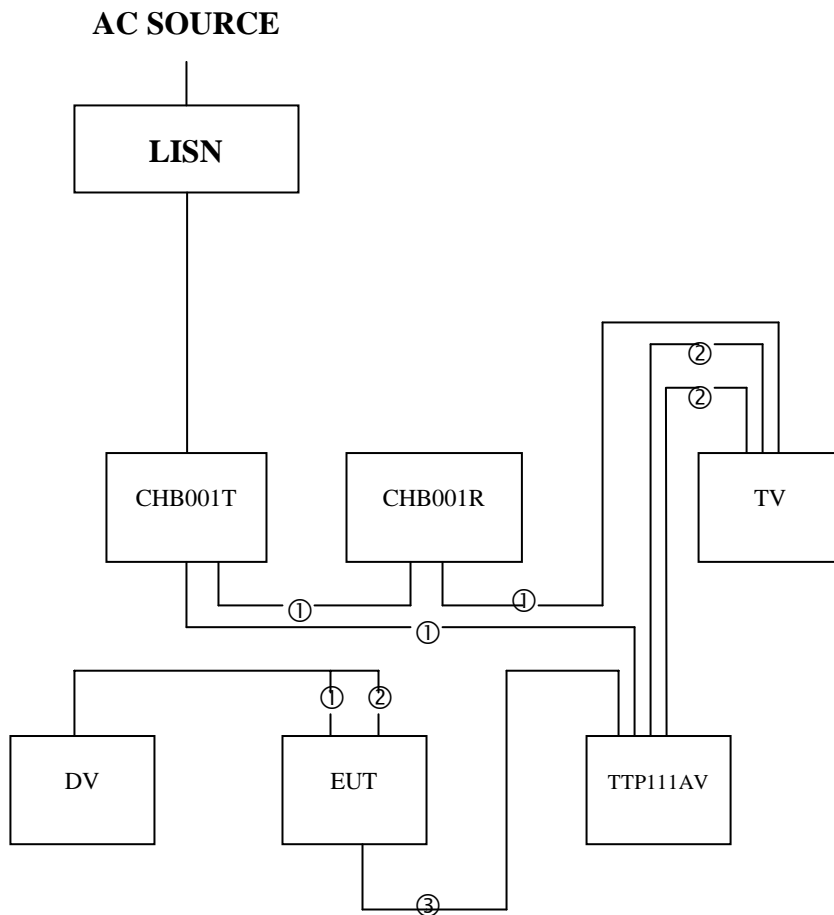 AC SOURCE
LISN
②
②
CHB001T
CHB001R
TV
①
①
①
①
②
DV
EUT
TTP111AV
③